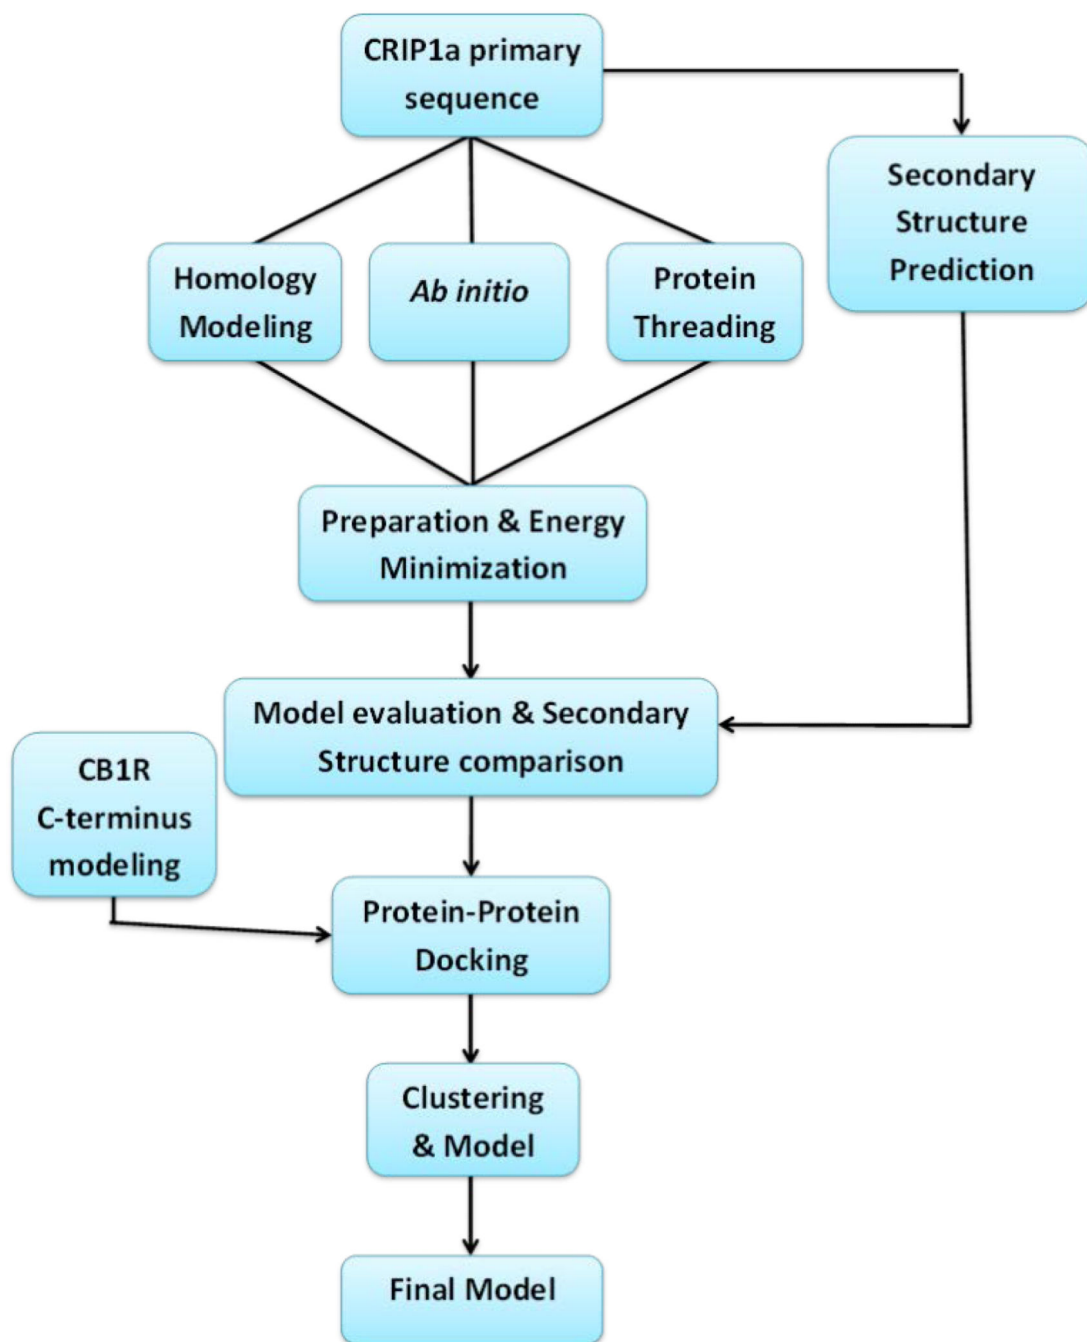 CRIP1a primary
sequence
Secondary
Structure
Prediction
Homology
Modeling
Ab initio
Protein
Threading
Preparation & Energy
Minimization
Model evaluation & Secondary
Structure comparison
CB1R
C-terminus
modeling
Protein-Protein
Docking
Clustering
& Model
Final Model